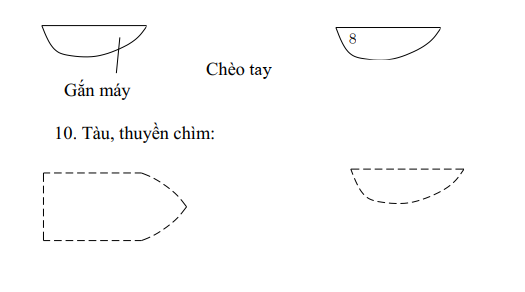 8
Chèo tay
Gắn máy
10. Tàu, thuyền chìm: